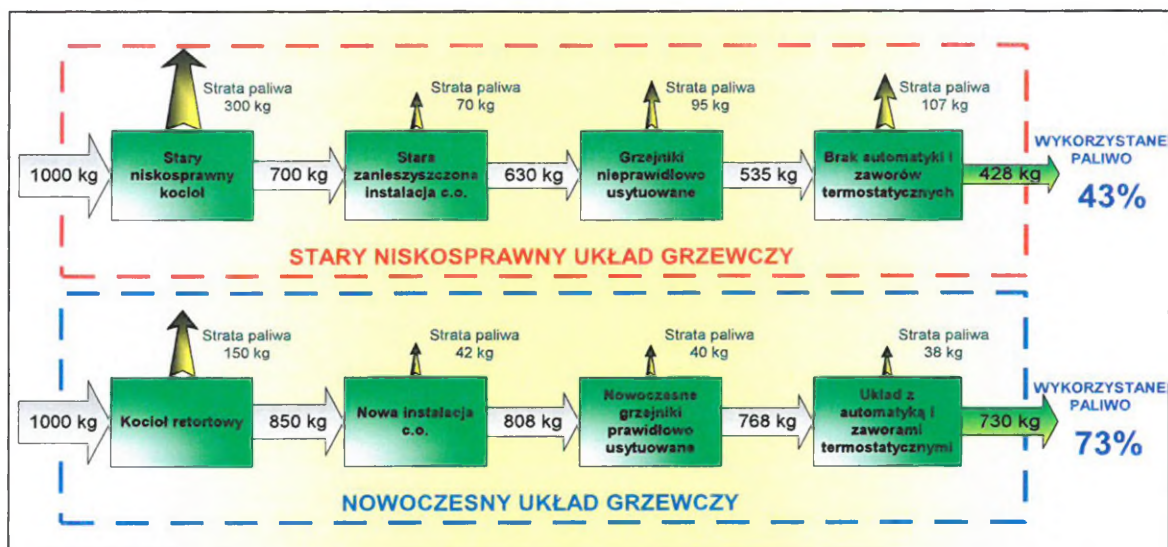 Strata paliwa
300 kg
Strata paliwa
70 kg
Strata paliwa
95 kg
Strata paliwa
107 kg
1000 kg
Stary
niskosprawny
kocioł
700 kg
Stara
zanieszyszczona
instalacja c.o.
630 kg
Grzejniki
nieprawidłowo
usytuowane
535 kg
Brak automatyki i
zaworów
termostatycznych
428 kg
WYKORZYSTANE
PALIWO
43%
STARY NISKOSPRAWNY UKŁAD GRZEWCZY
Strata paliwa
150 kg
Strata paliwa
42 kg
Strata paliwa
40 kg
Strata paliwa
38 kg
1000 kg
Kocioł retortowy
850 kg
Nowa instalacja
c.o.
808 kg
Nowoczesne
grzejniki
prawidłowo
usytuowane
768 kg
Układ z
automatyką i
zaworami
termostatycznymi
730 kg
WYKORZYSTANE
PALIWO
73%
NOWOCZESNY UKŁAD GRZEWCZY